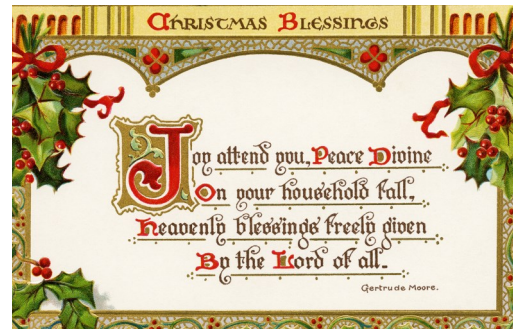 Christmas Blessings
Joy attend you, Peace Divine
On your household fall,
Heavenly blessings freely given
By the Lord of all.
Gertrude Moore.